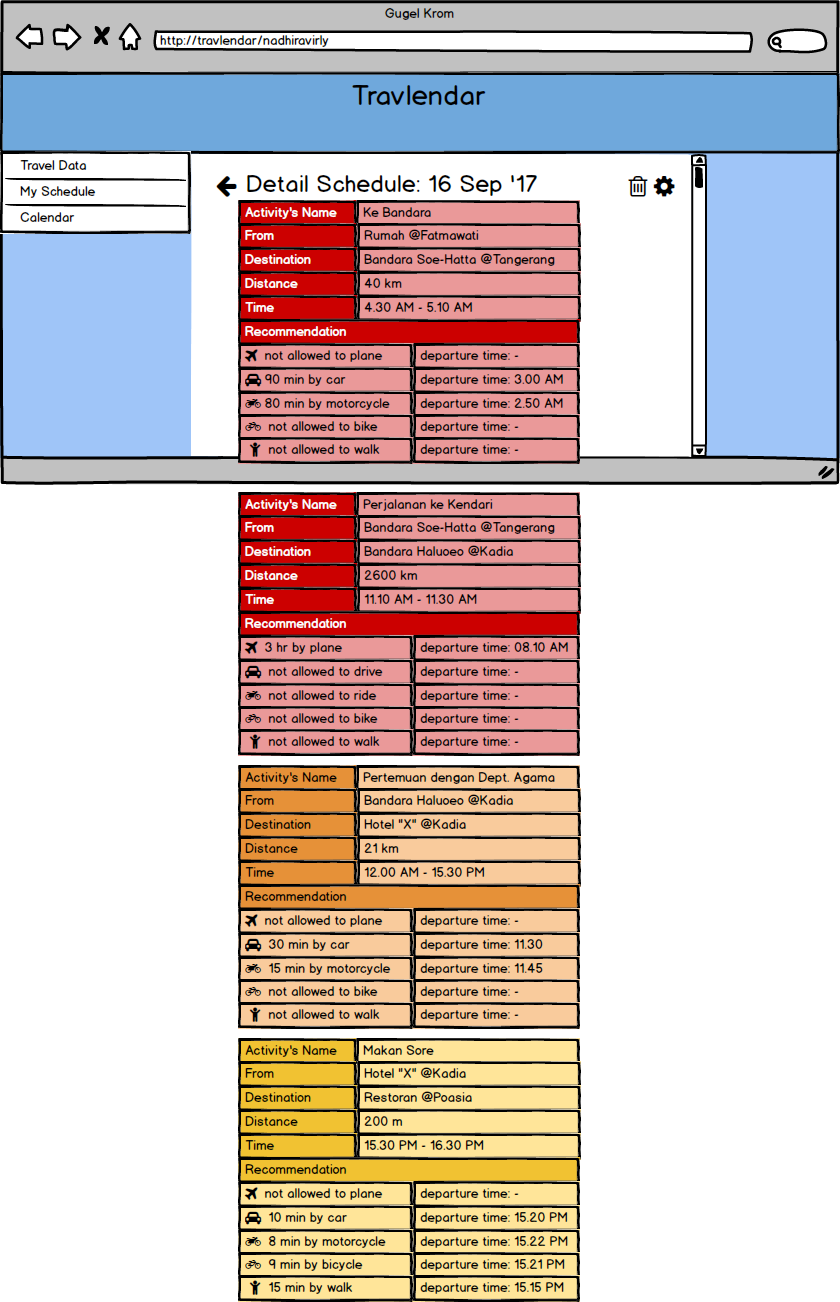 Gugel Krom
http://travlendar/nadhiravirly
Travlendar
Travel Data
My Schedule
Calendar
Detail Schedule: 16 Sep '17
Activity's Name Ke Bandara
From Rumah @Fatmawati
Destination Bandara Soe-Hatta @Tangerang
Distance 40 km
Time 4.30 AM - 5.10 AM
Recommendation
not allowed to plane departure time: -
90 min by car departure time: 3.00 AM
80 min by motorcycle departure time: 2.50 AM
not allowed to bike departure time: -
not allowed to walk departure time: -
Activity's Name Perjalanan ke Kendari
From Bandara Soe-Hatta @Tangerang
Destination Bandara Haluoeo @Kadia
Distance 2600 km
Time 11.10 AM - 11.30 AM
Recommendation
3 hr by plane departure time: 08.10 AM
not allowed to drive departure time: -
not allowed to ride departure time: -
not allowed to bike departure time: -
not allowed to walk departure time: -
Activity's Name Pertemuan dengan Dept. Agama
From Bandara Haluoeo @Kadia
Destination Hotel "X" @Kadia
Distance 21 km
Time 12.00 AM - 15.30 PM
Recommendation
not allowed to plane departure time: -
30 min by car departure time: 11.30
15 min by motorcycle departure time: 11.45
not allowed to bike departure time: -
not allowed to walk departure time: -
Activity's Name Makan Sore
From Hotel "X" @Kadia
Destination Restoran @Poasia
Distance 200 m
Time 15.30 PM - 16.30 PM
Recommendation
not allowed to plane departure time: -
10 min by car departure time: 15.20 PM
8 min by motorcycle departure time: 15.22 PM
9 min by bicycle departure time: 15.21 PM
15 min by walk departure time: 15.15 PM